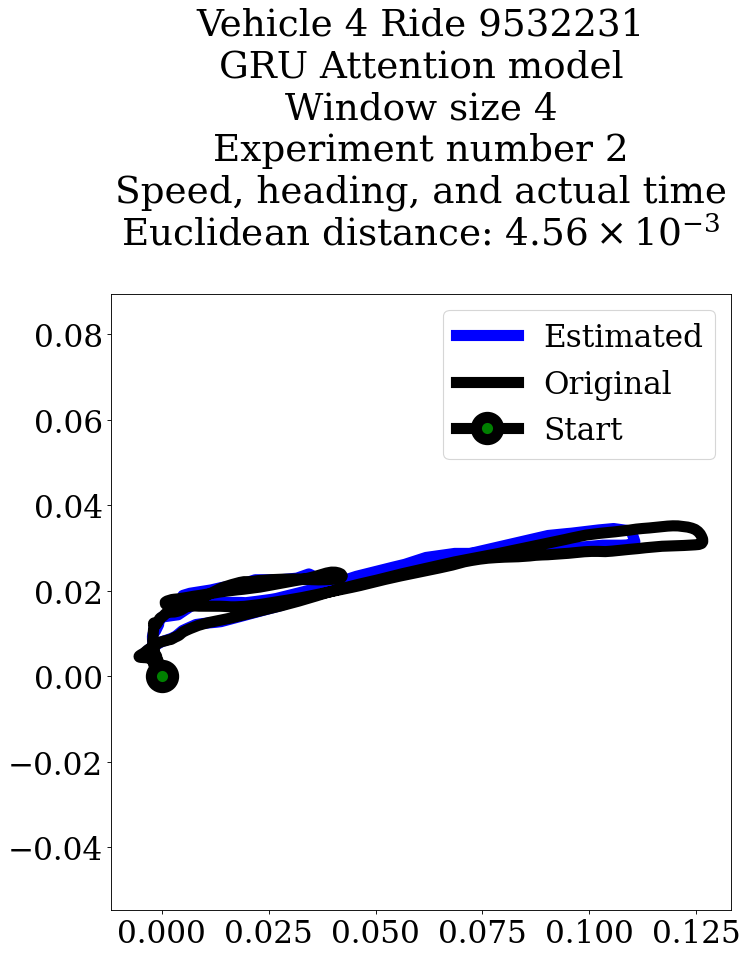 Vehicle 4 Ride 9532231
GRU Attention model
Window size 4
Experiment number 2
Speed, heading, and actual time
Euclidean distance: 4.56 × 10⁻³
Estimated
Original
Start
0.08
0.06
0.04
0.02
0.00
−0.02
−0.04
0.000 0.025 0.050 0.075 0.100 0.125